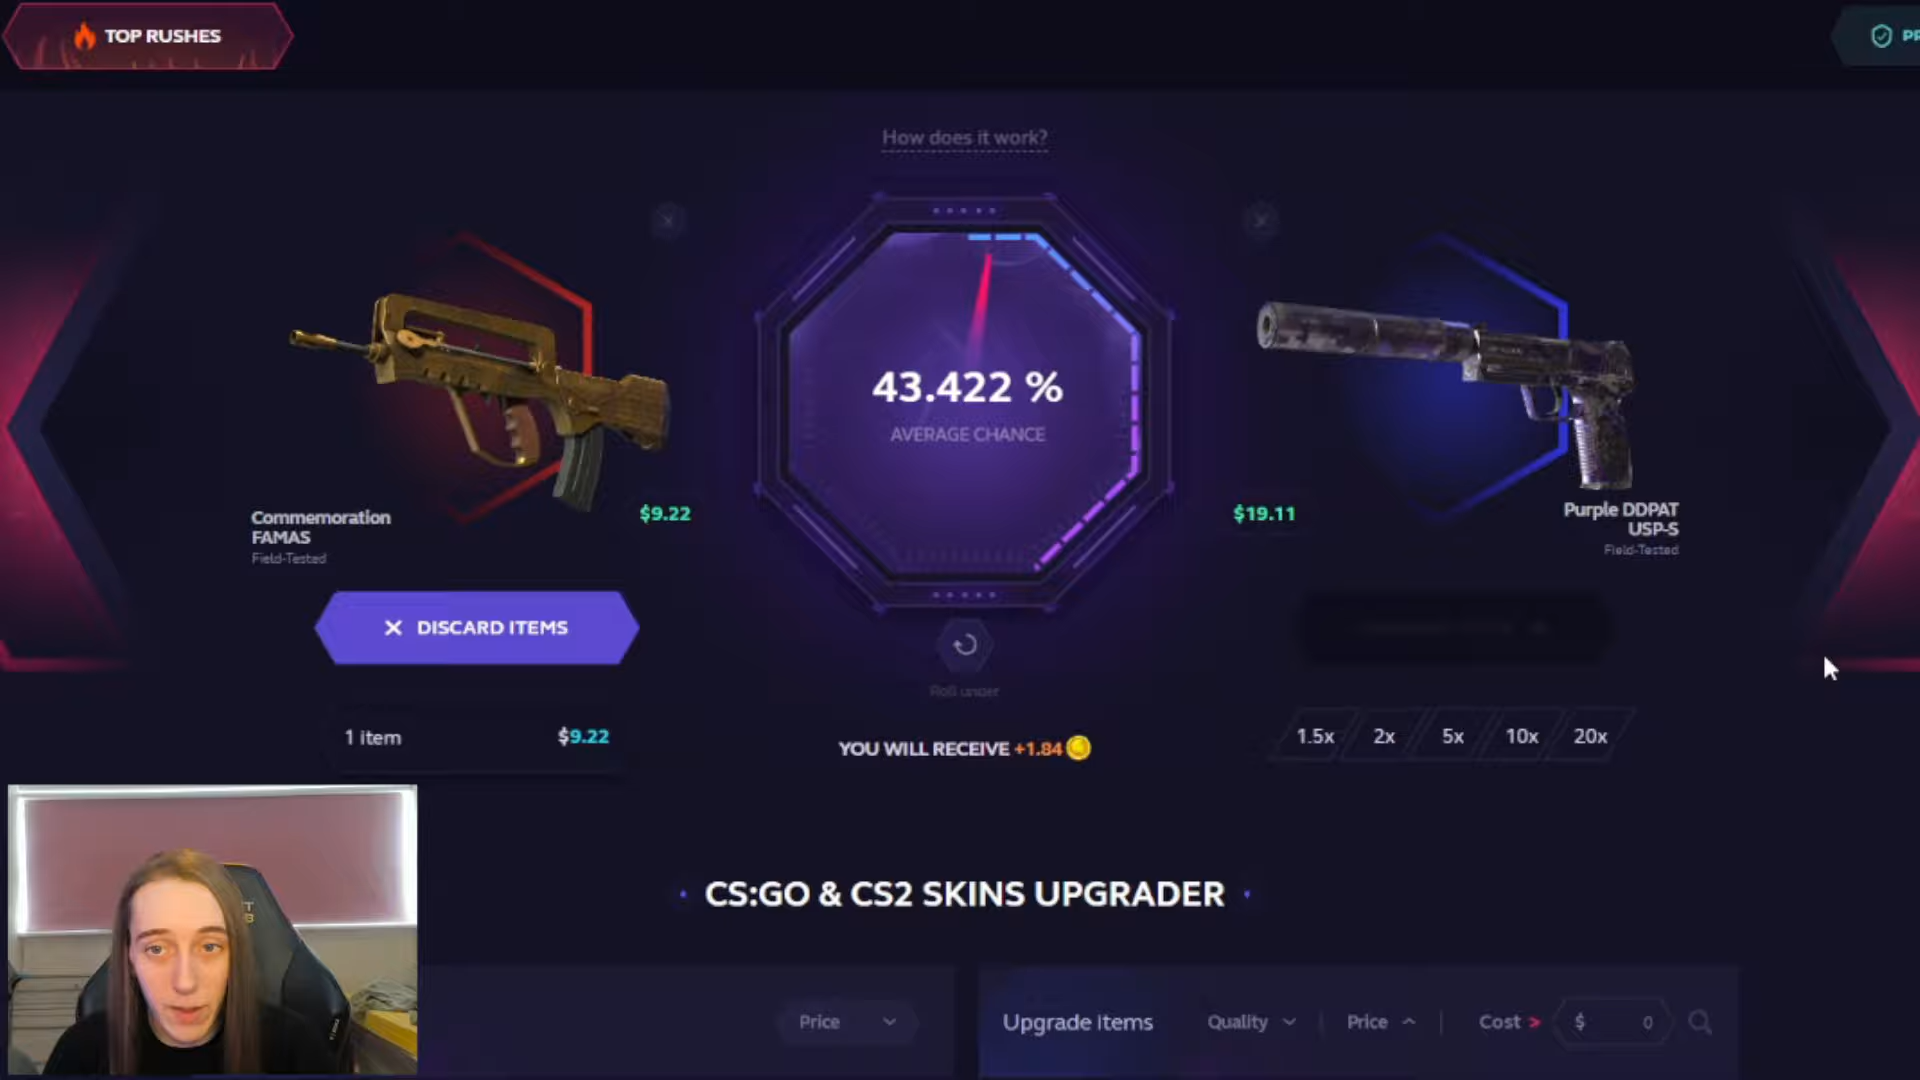 TOP RUSHES
How does it work?
43.422 %
AVERAGE CHANCE
$9.22
$19.11
Commemoration
FAMAS
Field-Tested
Purple DDPAT
USP-S
Field-Tested
DISCARD ITEMS
Roll under
1 item
$9.22
YOU WILL RECEIVE +1.84
1.5x
2x
5x
10x
20x
CS:GO & CS2 SKINS UPGRADER
Price
Upgrade items
Quality
Price
Cost >
$ 0